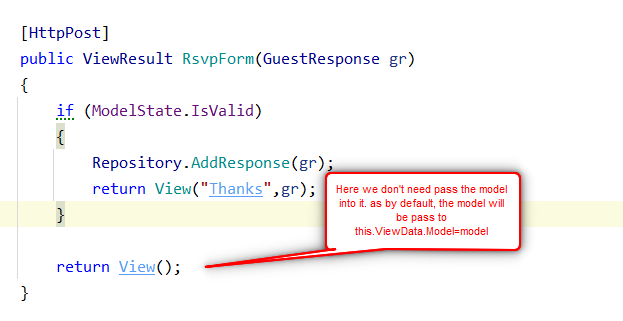 [HttpPost]
public ViewResult RsvpForm(GuestResponse gr)
{
if (ModelState.IsValid)
{
Repository.AddResponse(gr);
return View("Thanks",gr);
}
return View();
}
Here we don't need pass the model
into it. as by default, the model will
be pass to
this.ViewData.Model=model